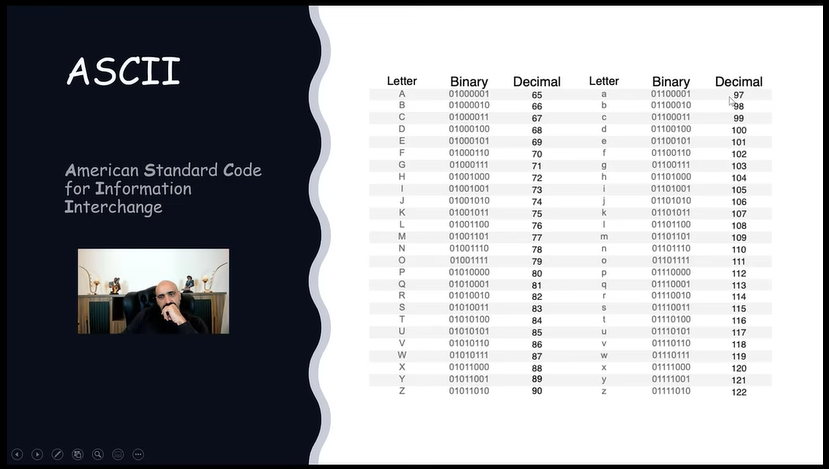 ASCII
American Standard Code
for Information
Interchange
Letter Binary Decimal Letter Binary Decimal
A 01000001 65 a 01100001 97
B 01000010 66 b 01100010 98
C 01000011 67 c 01100011 99
D 01000100 68 d 01100100 100
E 01000101 69 e 01100101 101
F 01000110 70 f 01100110 102
G 01000111 71 g 01100111 103
H 01001000 72 h 01101000 104
I 01001001 73 i 01101001 105
J 01001010 74 j 01101010 106
K 01001011 75 k 01101011 107
L 01001100 76 l 01101100 108
M 01001101 77 m 01101101 109
N 01001110 78 n 01101110 110
O 01001111 79 o 01101111 111
P 01010000 80 p 01110000 112
Q 01010001 81 q 01110001 113
R 01010010 82 r 01110010 114
S 01010011 83 s 01110011 115
T 01010100 84 t 01110100 116
U 01010101 85 u 01110101 117
V 01010110 86 v 01110110 118
W 01010111 87 w 01110111 119
X 01011000 88 x 01111000 120
Y 01011001 89 y 01111001 121
Z 01011010 90 z 01111010 122